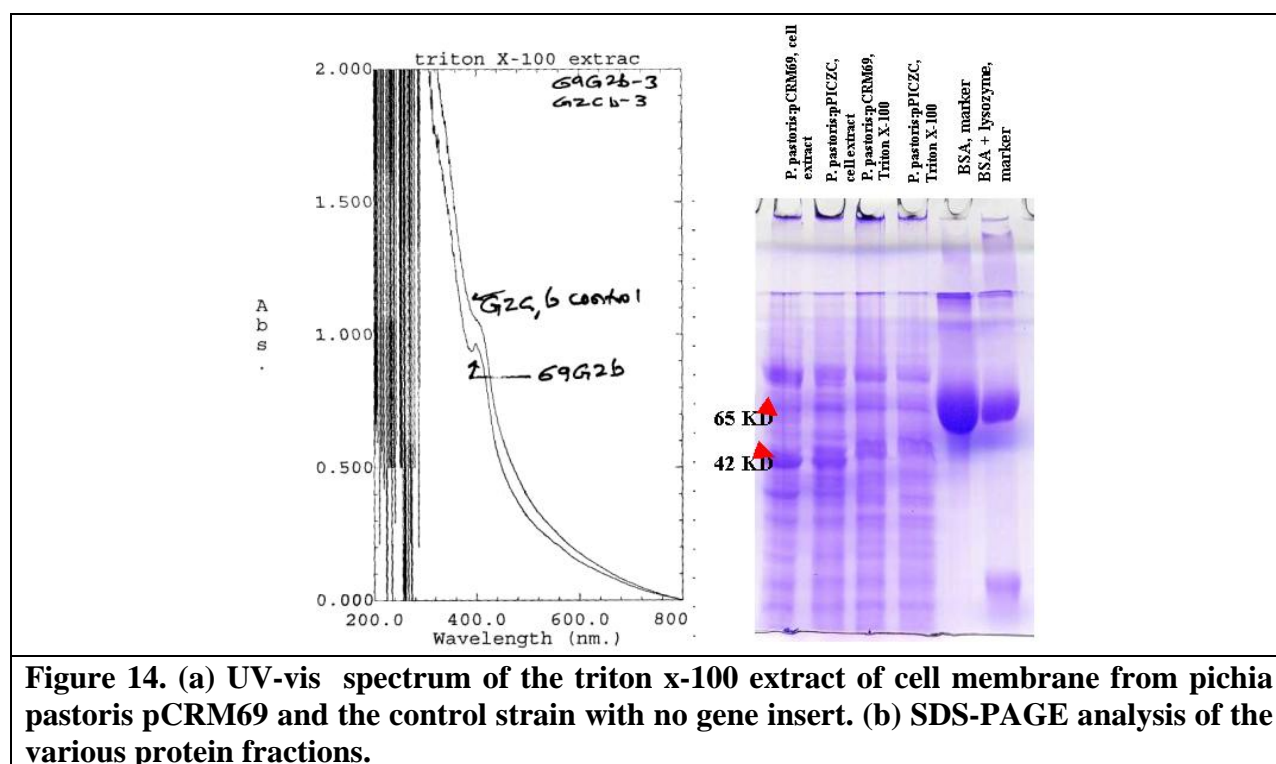 triton X-100 extrac
69G2b-3
G2Cb-3
2.000
1.500
1.000
0.500
0.000
A
b
s
.
G2C, b control
69G2b
200.0 400.0 600.0 800
Wavelength (nm.)
P. pastoris:pCRM69, cell
extract
P. pastoris:pPICZC,
cell extract
P. pastoris:pCRM69,
Triton X-100
P. pastoris:pPICZC,
Triton X-100
BSA, marker
BSA + lysozyme,
marker
65 KD
42 KD
Figure 14. (a) UV-vis spectrum of the triton x-100 extract of cell membrane from pichia
pastoris pCRM69 and the control strain with no gene insert. (b) SDS-PAGE analysis of the
various protein fractions.